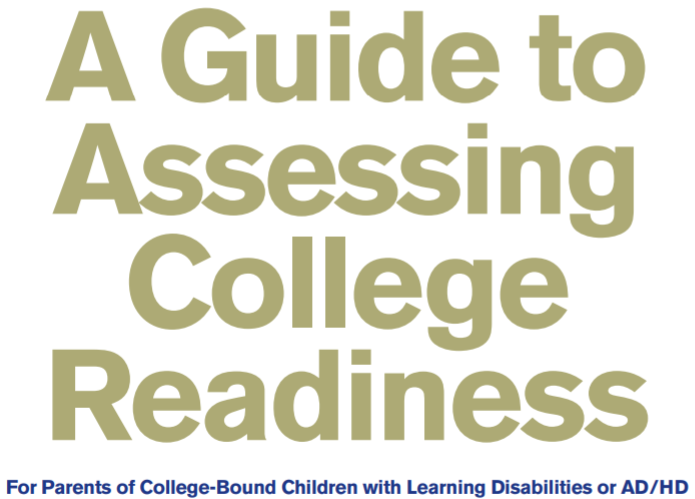 A Guide to
Assessing
College
Readiness
For Parents of College-Bound Children with Learning Disabilities or AD/HD